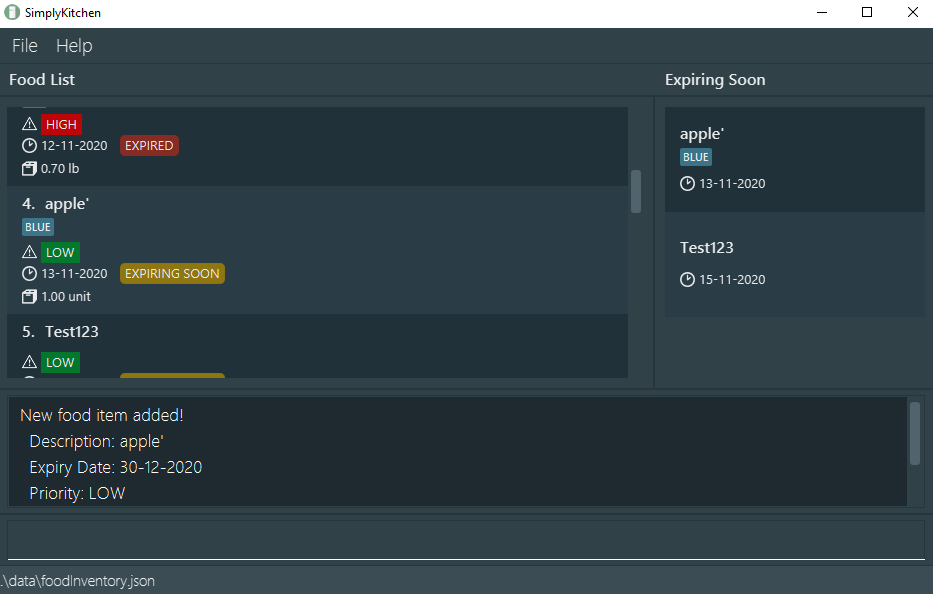 SimplyKitchen
File Help
Food List
HIGH
12-11-2020 EXPIRED
0.70 lb
4. apple'
BLUE
LOW
13-11-2020 EXPIRING SOON
1.00 unit
5. Test123
LOW
Expiring Soon
apple'
BLUE
13-11-2020
Test123
15-11-2020
New food item added!
Description: apple'
Expiry Date: 30-12-2020
Priority: LOW
.\data\foodInventory.json